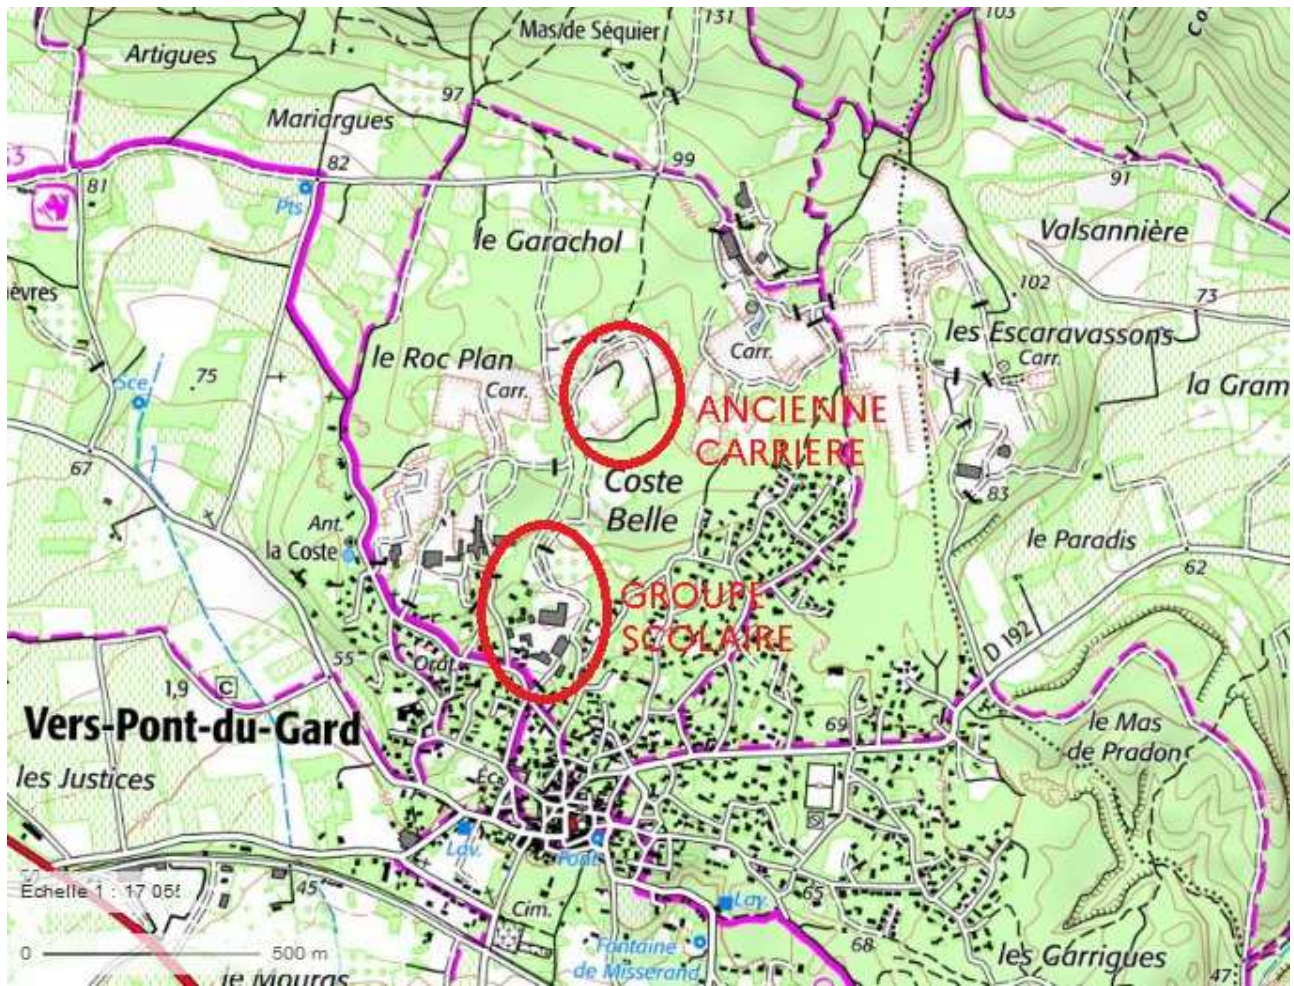 131
103
Mas de Séquier
Artigues
97
Mariargues
99
82
81
91
Pts
le Garachol
Valsannière
102
73
les Escaravassons
le Roc Plan
Carr.
Carr.
Carr.
Sce
75
la Gram
ANCIENNE
CARRIERE
67
Coste
Belle
83
Ant.
la Coste
le Paradis
62
GROUPE
SCOLAIRE
D 192
55
Orat.
1,9
C
69
le Mas
de Pradon
Vers-Pont-du-Gard
les Justices
Éc.
Lav.
Font.
45
65
Echelle 1 : 17 055
Cim.
Lav.
68
0
500 m
Fontaine
de Misserand
les Garrigues
47
le Mouras